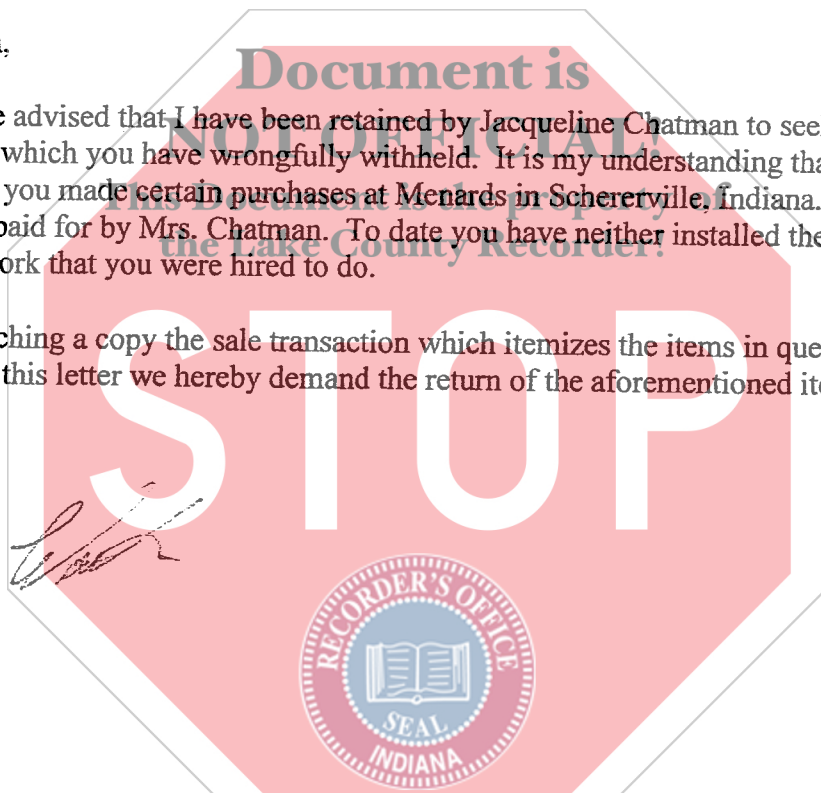 Document is
NOT OFFICIAL!
This Document is the property of
the Lake County Recorder!
advised that I have been retained by Jacqueline Chatman to see
which you have wrongfully withheld. It is my understanding tha
you made certain purchases at Menards in Schererville, Indiana.
paid for by Mrs. Chatman. To date you have neither installed the
ork that you were hired to do.
ching a copy the sale transaction which itemizes the items in que
this letter we hereby demand the return of the aforementioned ite
STOP
RECORDER'S OFFICE
SEAL
INDIANA